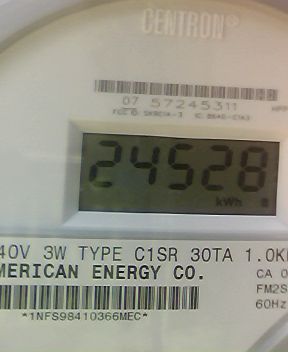 CENTRON®
07 57245311
24528
kWh
40V 3W TYPE C1SR 30TA 1.0K
MERICAN ENERGY CO.
CA 0
FM2S
60Hz
*1NFS98410366MEC*